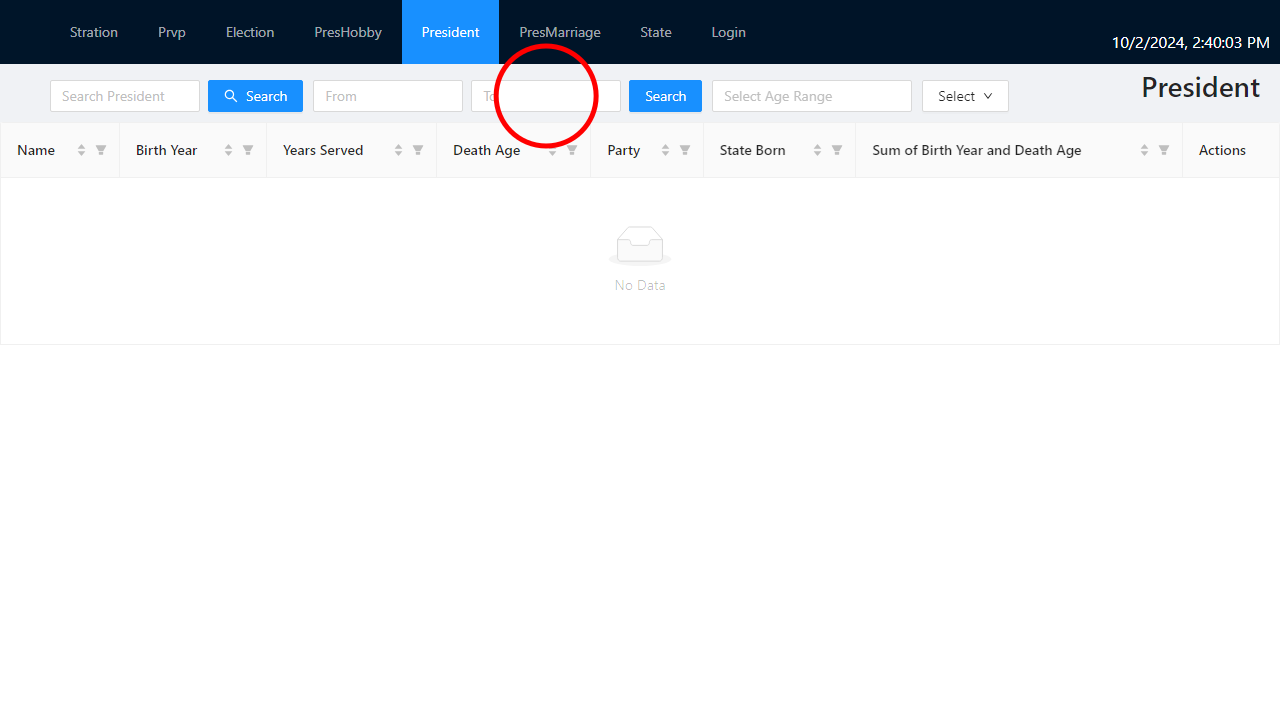 Stration Prvp Election PresHobby President PresMarriage State Login
10/2/2024, 2:40:03 PM
Search President Search From To Search Select Age Range Select President
Name Birth Year Years Served Death Age Party State Born Sum of Birth Year and Death Age Actions
No Data